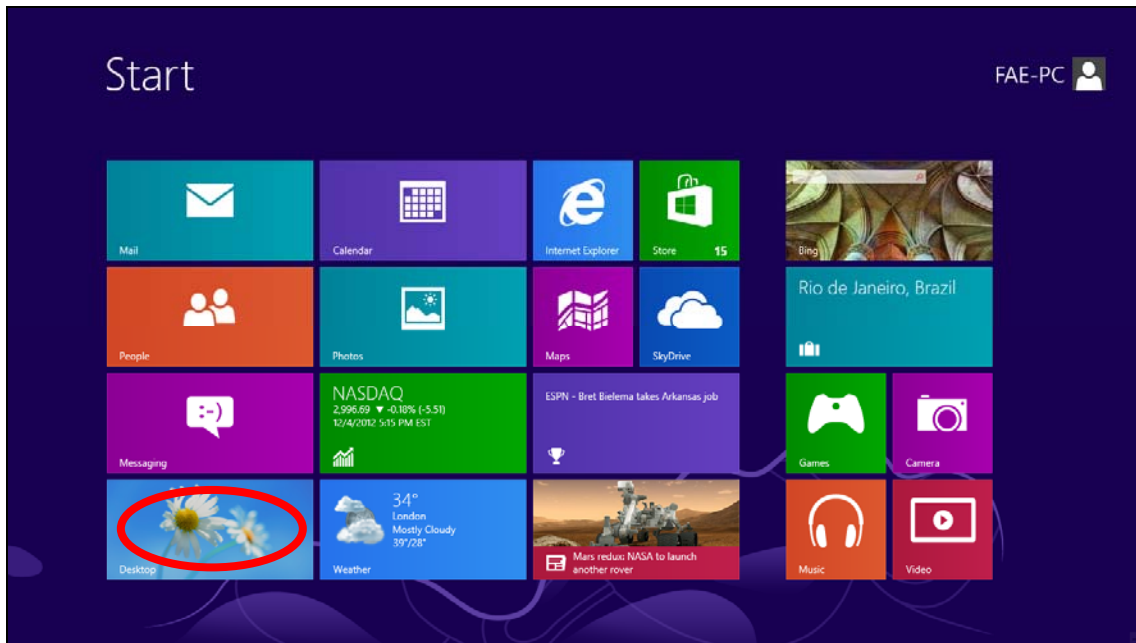 Start
FAE-PC
Mail
Calendar
Internet Explorer
Store 15
Bing
People
Photos
Maps
SkyDrive
Rio de Janeiro, Brazil
Messaging
NASDAQ
2,996.69 ▼ -0.18% (-5.51)
12/4/2012 5:15 PM EST
ESPN - Bret Bielema takes Arkansas job
Games
Camera
Desktop
34°
London
Mostly Cloudy
39°/28°
Weather
Mars redux: NASA to launch
another rover
Music
Video